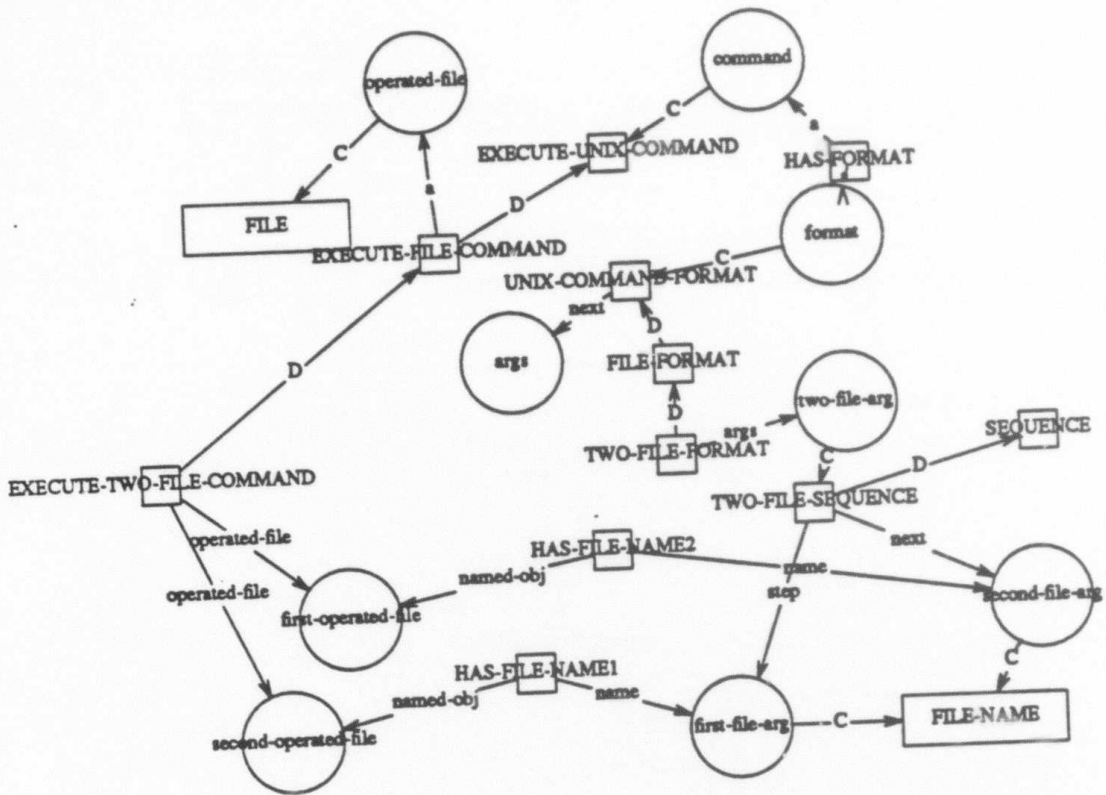 command
operated-file
C
a
EXECUTE-UNIX-COMMAND
HAS-FORMAT
C
a
D
FILE
format
EXECUTE-FILE-COMMAND
C
UNIX-COMMAND-FORMAT
next
D
args
FILE-FORMAT
D
two-file-arg
D
args
SEQUENCE
TWO-FILE-FORMAT
C
D
EXECUTE-TWO-FILE-COMMAND
TWO-FILE-SEQUENCE
operated-file
next
HAS-FILE-NAME2
named-obj
name
operated-file
step
second-file-arg
first-operated-file
C
HAS-FILE-NAME1
named-obj
name
FILE-NAME
first-file-arg
C
second-operated-file